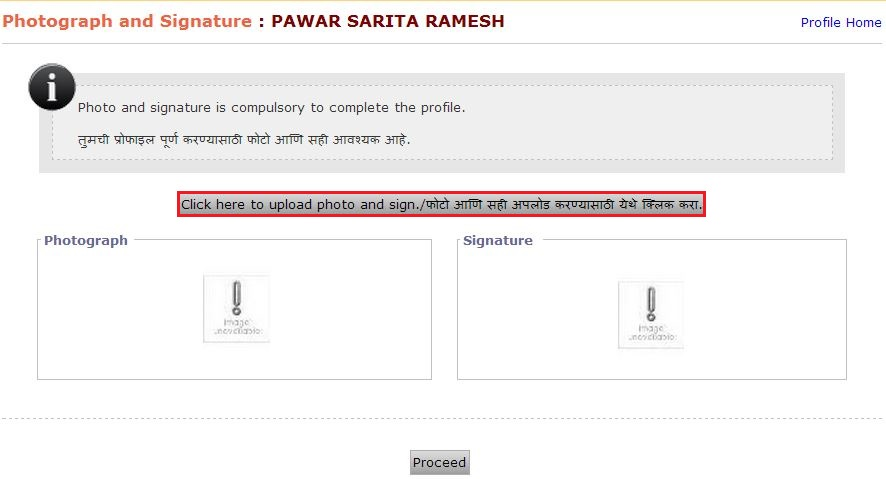 Photograph and Signature : PAWAR SARITA RAMESH
Profile Home
Photo and signature is compulsory to complete the profile.
तुमची प्रोफाइल पूर्ण करण्यासाठी फोटो आणि सही आवश्यक आहे.
Click here to upload photo and sign./फोटो आणि सही अपलोड करण्यासाठी येथे क्लिक करा.
Photograph
Signature
Image
Unavailable
Image
Unavailable
Proceed